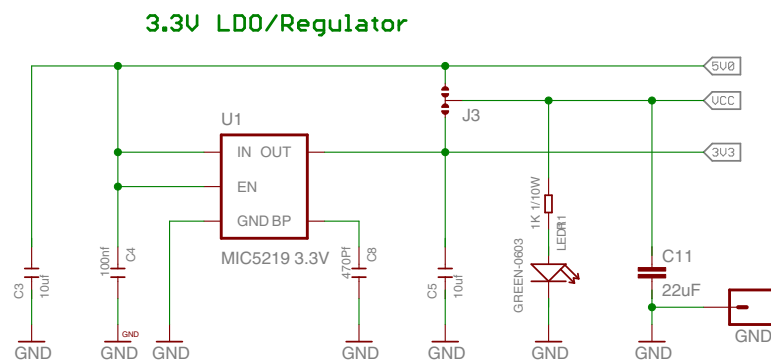 3.3V LDO/Regulator
5V0
VCC
J3
U1
3V3
IN OUT
EN
GND BP
MIC5219 3.3V
C3
10uf
100nf
C4
470Pf
C8
C5
10uf
1K 1/10W
GREEN-0603
C11
22uF
GND
GND
GND
GND
GND
GND
GND
GND
GND